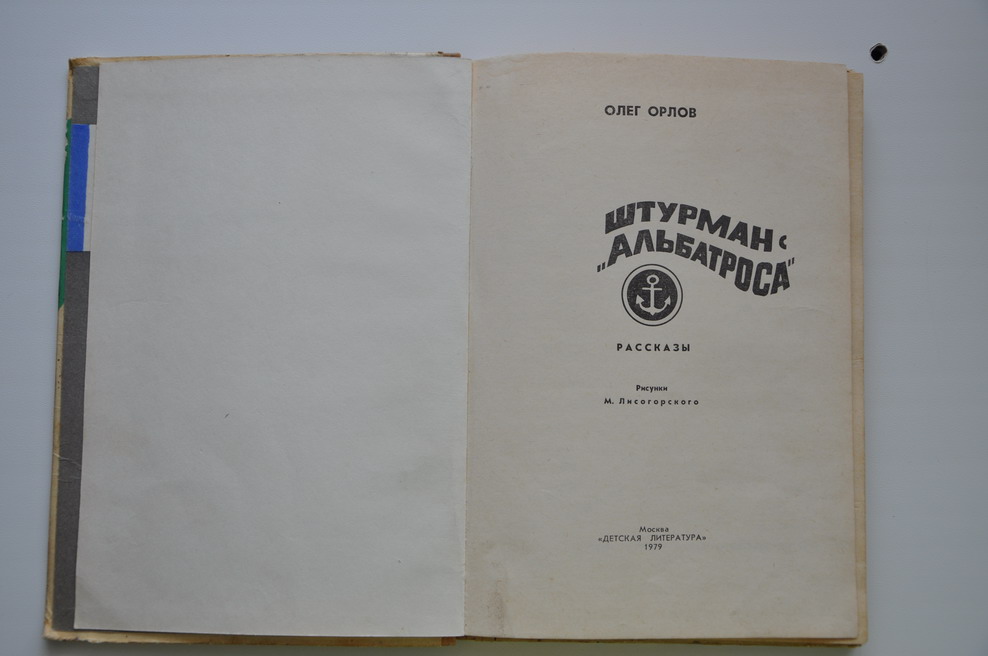 ОЛЕГ ОРЛОВ
ШТУРМАН с
„АЛЬБАТРОСА"
РАССКАЗЫ
Рисунки
М. Лисогорского
Москва
«ДЕТСКАЯ ЛИТЕРАТУРА»
1979